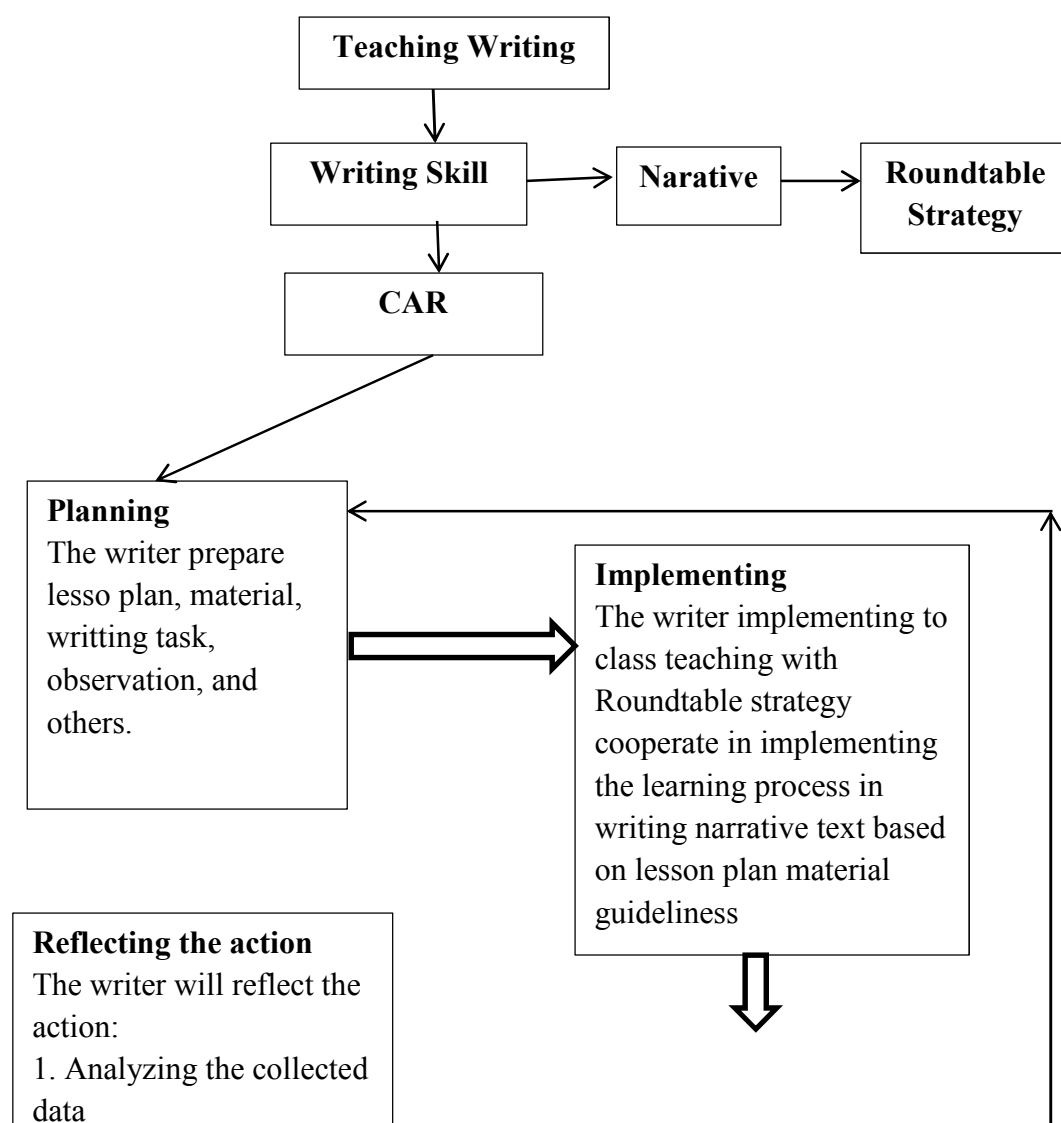 Teaching Writing
Writing Skill
Narative
Roundtable
Strategy
CAR
Planning
The writer prepare
lesso plan, material,
writting task,
observation, and
others.
Implementing
The writer implementing to
class teaching with
Roundtable strategy
cooperate in implementing
the learning process in
writing narrative text based
on lesson plan material
guideliness
Reflecting the action
The writer will reflect the
action:
1. Analyzing the collected
data